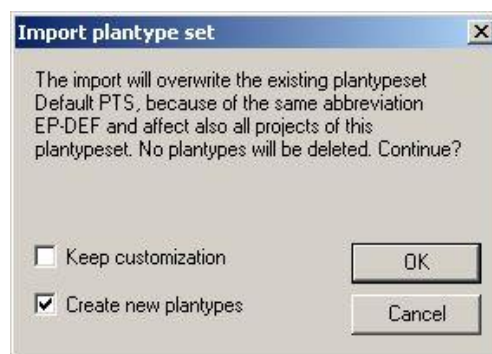 Import plantype set
The import will overwrite the existing plantypeset
Default PTS, because of the same abbreviation
EP-DEF and affect also all projects of this
plantypeset. No plantypes will be deleted. Continue?
Keep customization
OK
Create new plantypes
Cancel